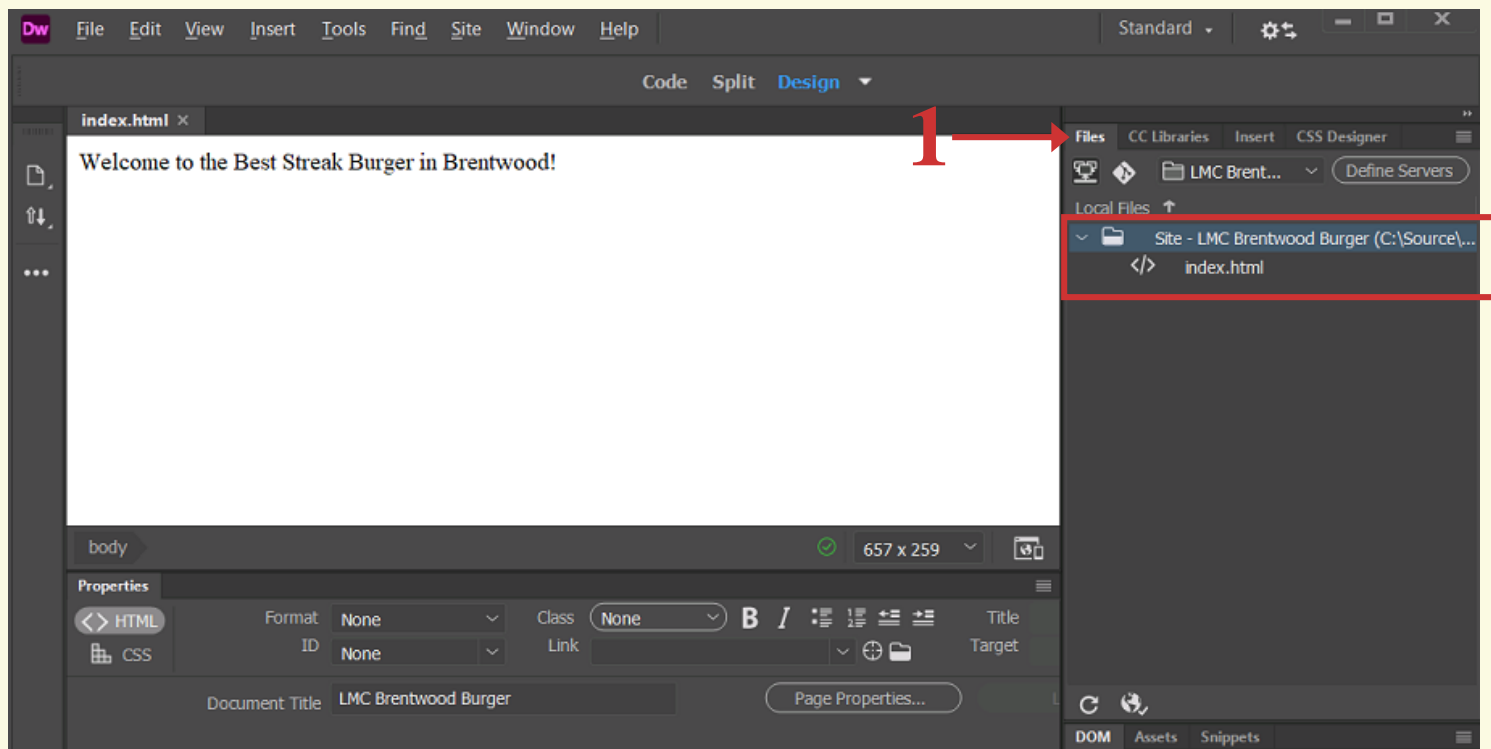 Dw File Edit View Insert Tools Find Site Window Help Standard
Code Split Design
index.html ×
1
Files CC Libraries Insert CSS Designer
Welcome to the Best Streak Burger in Brentwood!
LMC Brent... Define Servers
Local Files
Site - LMC Brentwood Burger (C:\Source\...
</> index.html
body 657 x 259
Properties
<> HTML Format None Class None B I Title
CSS ID None Link Target
Document Title LMC Brentwood Burger Page Properties...
DOM Assets Snippets